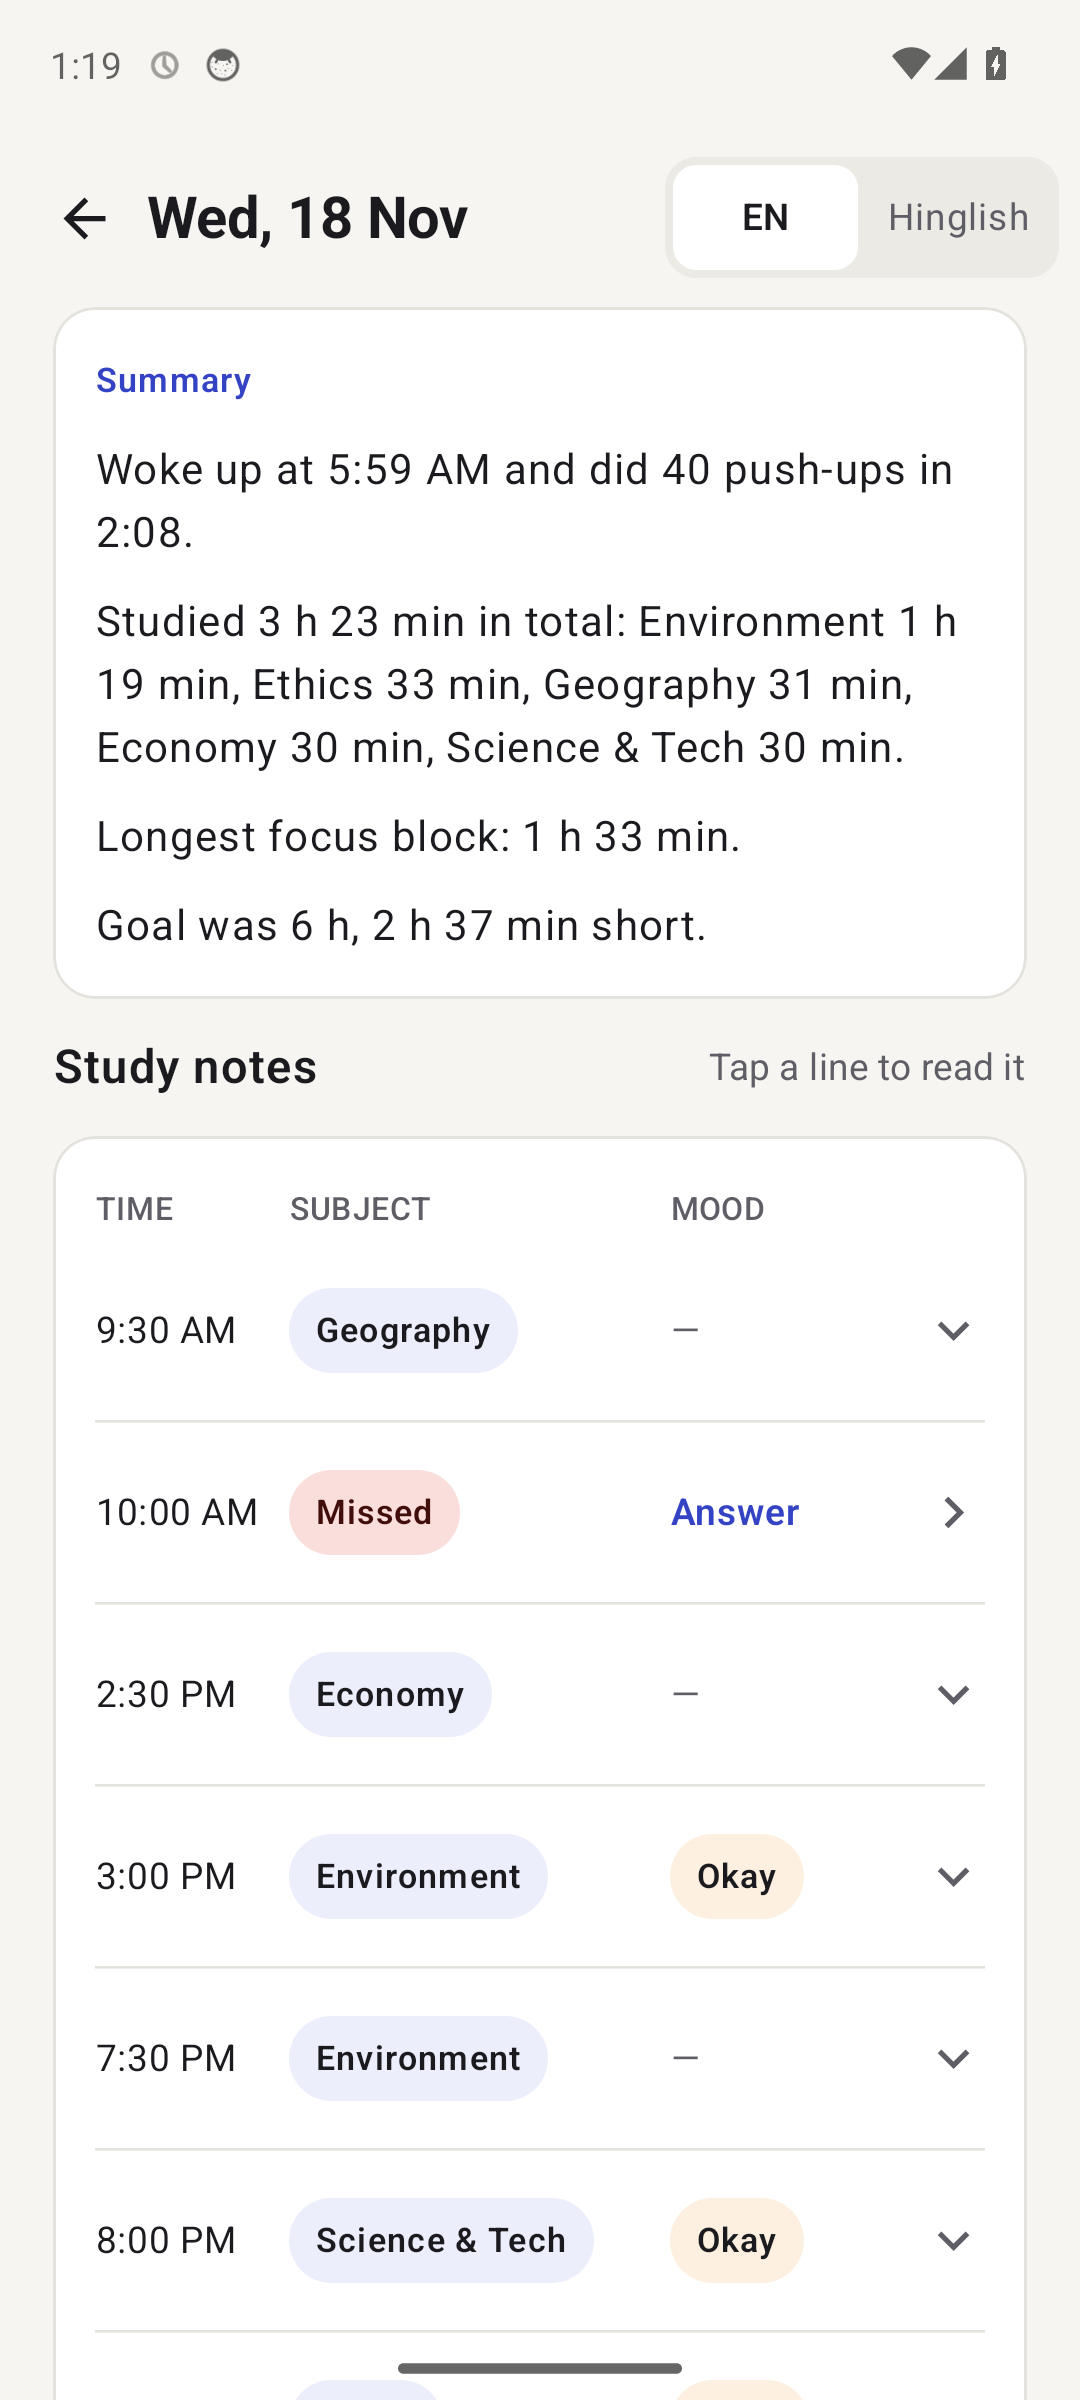 1:19
Wed, 18 Nov
EN
Hinglish
Summary
Woke up at 5:59 AM and did 40 push-ups in
2:08.
Studied 3 h 23 min in total: Environment 1 h
19 min, Ethics 33 min, Geography 31 min,
Economy 30 min, Science & Tech 30 min.
Longest focus block: 1 h 33 min.
Goal was 6 h, 2 h 37 min short.
Study notes
Tap a line to read it
TIME SUBJECT MOOD
9:30 AM Geography —
10:00 AM Missed Answer
2:30 PM Economy —
3:00 PM Environment Okay
7:30 PM Environment —
8:00 PM Science & Tech Okay